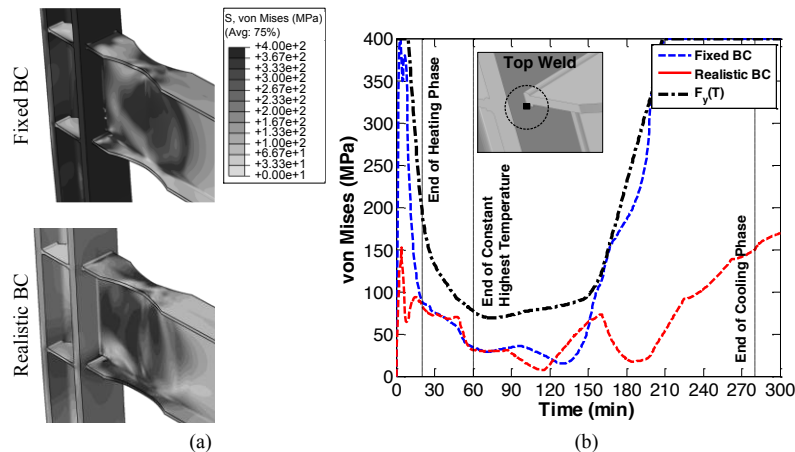 (a)
Fixed BC
Realistic BC
S, von Mises (MPa)
(Avg: 75%)
+4.00e+2
+3.67e+2
+3.33e+2
+3.00e+2
+2.67e+2
+2.33e+2
+2.00e+2
+1.67e+2
+1.33e+2
+1.00e+2
+6.67e+1
+3.33e+1
+0.00e+1
von Mises (MPa)
400
350
300
250
200
150
100
50
0
End of Heating Phase
End of Constant
Highest Temperature
Top Weld
Fixed BC
Realistic BC
Fy(T)
End of Cooling Phase
0 30 60 90 120 150 180 210 240 270 300
Time (min)
(a)
(b)